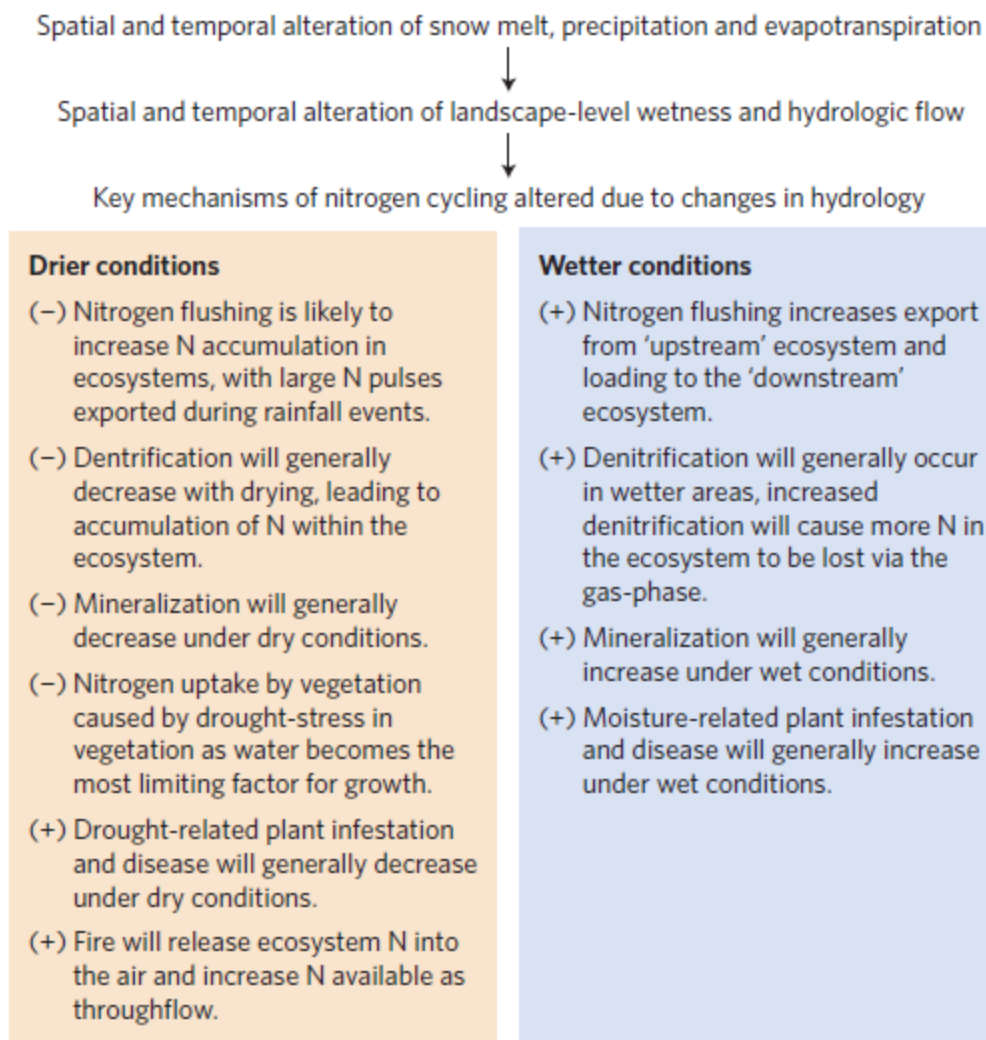 Spatial and temporal alteration of snow melt, precipitation and evapotranspiration
Spatial and temporal alteration of landscape-level wetness and hydrologic flow
Key mechanisms of nitrogen cycling altered due to changes in hydrology
Drier conditions
(−) Nitrogen flushing is likely to
increase N accumulation in
ecosystems, with large N pulses
exported during rainfall events.
(−) Dentrification will generally
decrease with drying, leading to
accumulation of N within the
ecosystem.
(−) Mineralization will generally
decrease under dry conditions.
(−) Nitrogen uptake by vegetation
caused by drought-stress in
vegetation as water becomes the
most limiting factor for growth.
(+) Drought-related plant infestation
and disease will generally decrease
under dry conditions.
(+) Fire will release ecosystem N into
the air and increase N available as
throughflow.
Wetter conditions
(+) Nitrogen flushing increases export
from ‘upstream’ ecosystem and
loading to the ‘downstream’
ecosystem.
(+) Denitrification will generally occur
in wetter areas, increased
denitrification will cause more N in
the ecosystem to be lost via the
gas-phase.
(+) Mineralization will generally
increase under wet conditions.
(+) Moisture-related plant infestation
and disease will generally increase
under wet conditions.